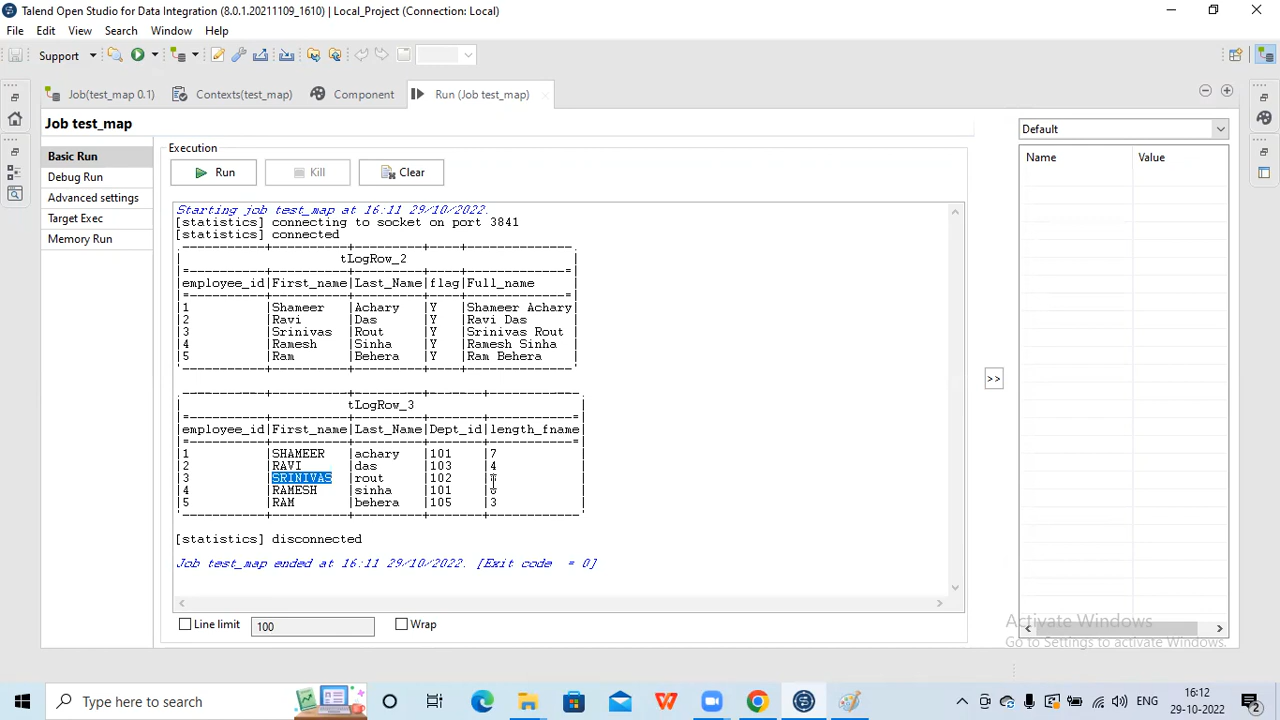 Talend Open Studio for Data Integration (8.0.1.20211109_1610) | Local_Project (Connection: Local)
File Edit View Search Window Help
Support
Job(test_map 0.1) Contexts(test_map) Component Run (Job test_map)
Job test_map
Default
Execution
Basic Run
Debug Run
Advanced settings
Target Exec
Memory Run
Name Value
Run Kill Clear
Starting job test_map at 16:11 29/10/2022.
[statistics] connecting to socket on port 3841
[statistics] connected
.-----------+----------+---------+----+--------------.
| tLogRow_2 |
|=----------+----------+---------+----+-------------=|
|employee_id|First_name|Last_Name|flag|Full_name |
|=----------+----------+---------+----+-------------=|
|1 |Shameer |Achary |Y |Shameer Achary|
|2 |Ravi |Das |Y |Ravi Das |
|3 |Srinivas |Rout |Y |Srinivas Rout |
|4 |Ramesh |Sinha |Y |Ramesh Sinha |
|5 |Ram |Behera |Y |Ram Behera |
'-----------+----------+---------+----+--------------'
.-----------+----------+---------+-------+------------.
| tLogRow_3 |
|=----------+----------+---------+-------+-----------=|
|employee_id|First_name|Last_Name|Dept_id|length_fname|
|=----------+----------+---------+-------+-----------=|
|1 |SHAMEER |achary |101 |7 |
|2 |RAVI |das |103 |4 |
|3 |SRINIVAS |rout |102 | |
|4 |RAMESH |sinha |101 | |
|5 |RAM |behera |105 |3 |
'-----------+----------+---------+-------+------------'
[statistics] disconnected
Job test_map ended at 16:11 29/10/2022. [Exit code = 0]
>>
Line limit 100 Wrap
Activate Windows
Go to Settings to activate Windows.
Type here to search
ENG
16:12
29-10-2022
2